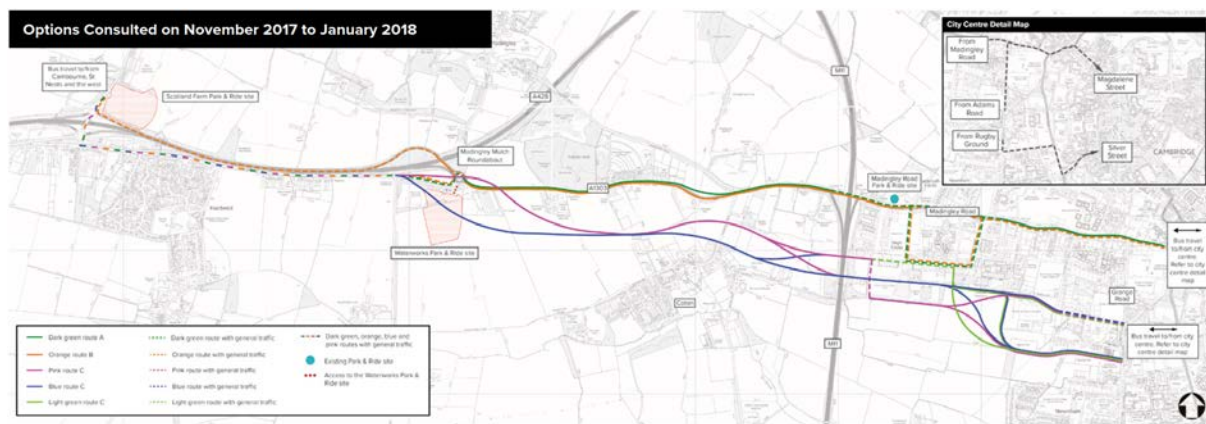 Options Consulted on November 2017 to January 2018
City Centre Detail Map
From
Madingley
Road
Magdalene
Street
From Adams
Road
From Rugby
Ground
Silver
Street
CAMBRIDGE
Bus travel to/from
Cambourne, St
Neots and the west
Scotland Farm Park & Ride site
A428
M11
Madingley Mulch
Roundabout
A1303
Madingley Road
Park & Ride site
Madingley Road
Hardwick
Waterworks Park & Ride site
Coton
Grange
Road
M11
Newnham
Bus travel
to/from city
centre. Refer
to city
centre detail
map
Bus travel to/from city
centre. Refer to city
centre detail map
Dark green route A
Orange route B
Pink route C
Blue route C
Light green route C
Dark green route with general traffic
Orange route with general traffic
Pink route with general traffic
Blue route with general traffic
Light green route with general traffic
Dark green, orange, blue and
pink routes with general traffic
Existing Park & Ride site
Access to the Waterworks Park &
Ride site